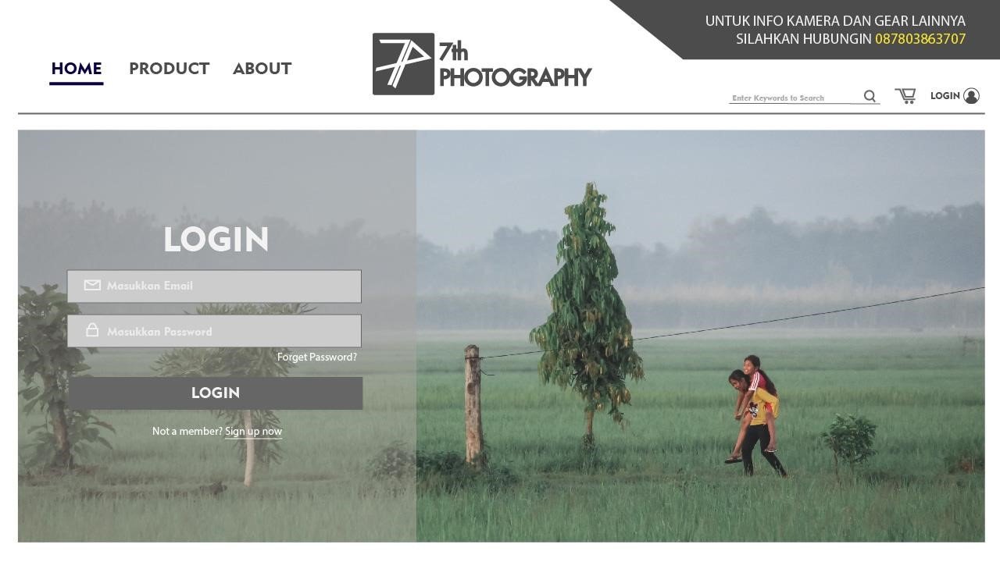 UNTUK INFO KAMERA DAN GEAR LAINNYA
SILAHKAN HUBUNGIN 087803863707
HOME PRODUCT ABOUT
7th
PHOTOGRAPHY
Enter Keywords to Search
LOGIN
LOGIN
Masukkan Email
Masukkan Password
Forget Password?
LOGIN
Not a member? Sign up now